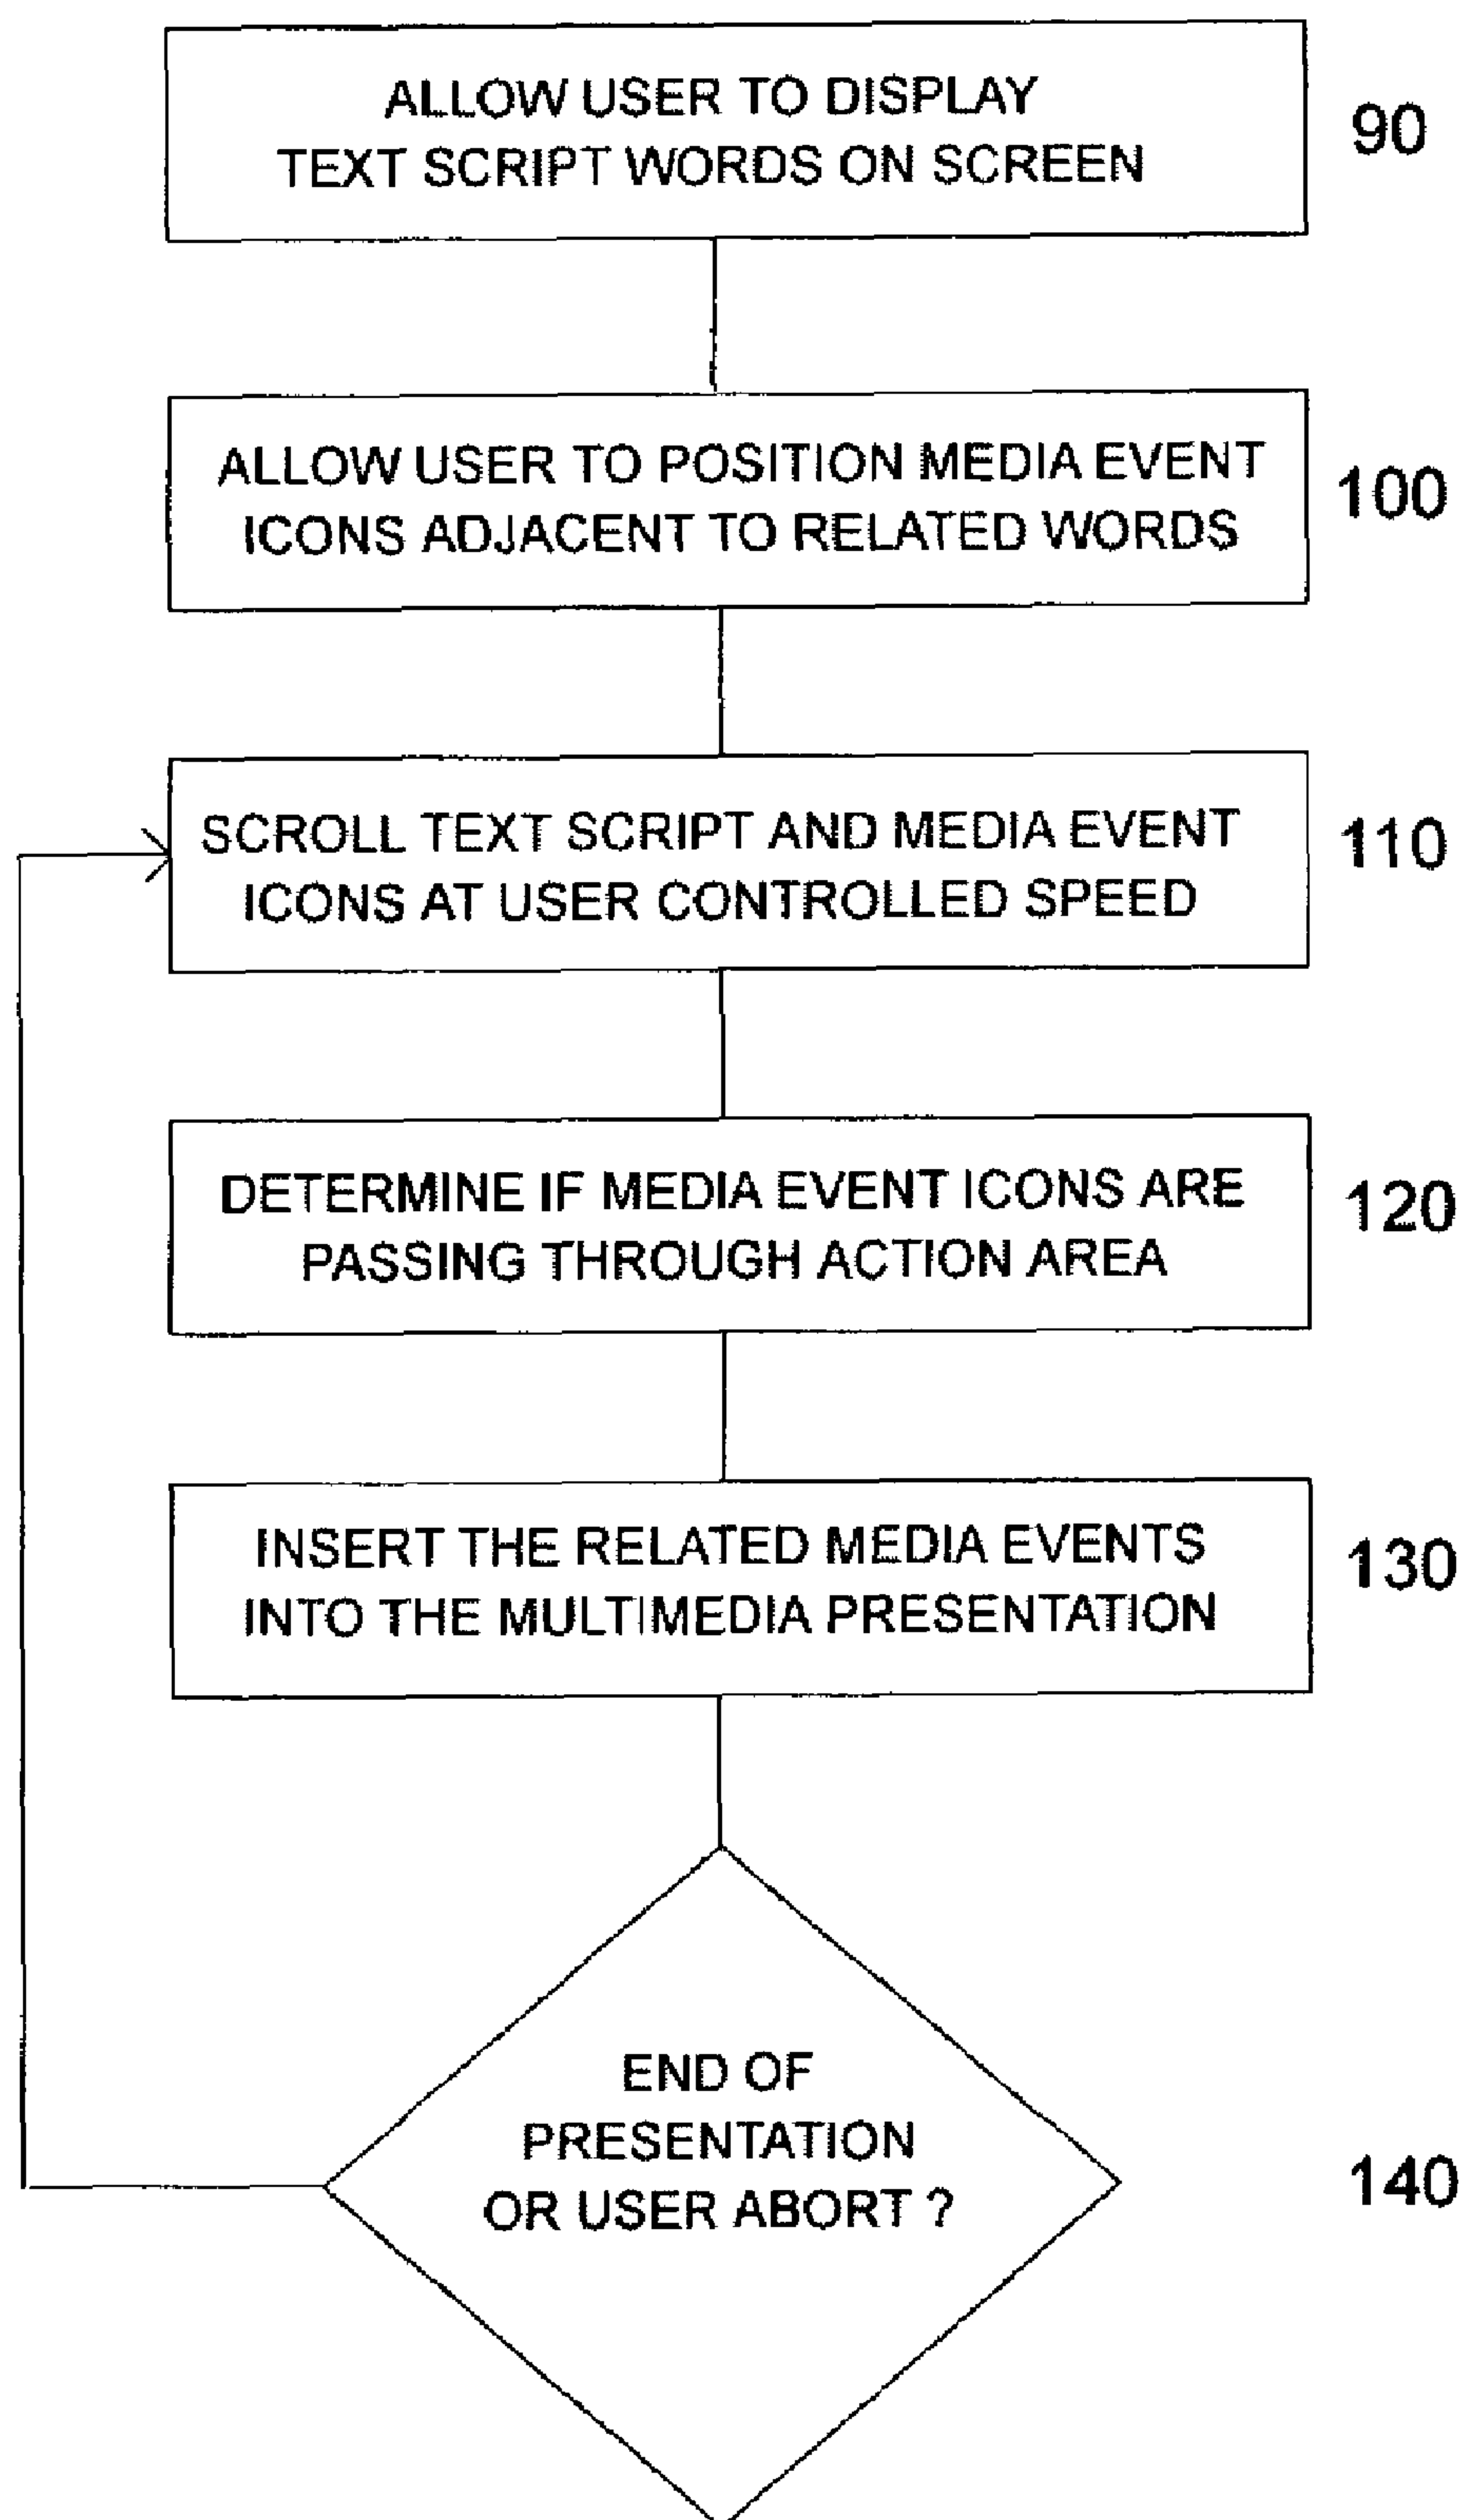 ALLOW USER TO DISPLAY
TEXT SCRIPT WORDS ON SCREEN
90
ALLOW USER TO POSITION MEDIA EVENT
ICONS ADJACENT TO RELATED WORDS
100
SCROLL TEXT SCRIPT AND MEDIA EVENT
ICONS AT USER CONTROLLED SPEED
110
DETERMINE IF MEDIA EVENT ICONS ARE
PASSING THROUGH ACTION AREA
120
INSERT THE RELATED MEDIA EVENTS
INTO THE MULTIMEDIA PRESENTATION
130
END OF
PRESENTATION
OR USER ABORT ?
140